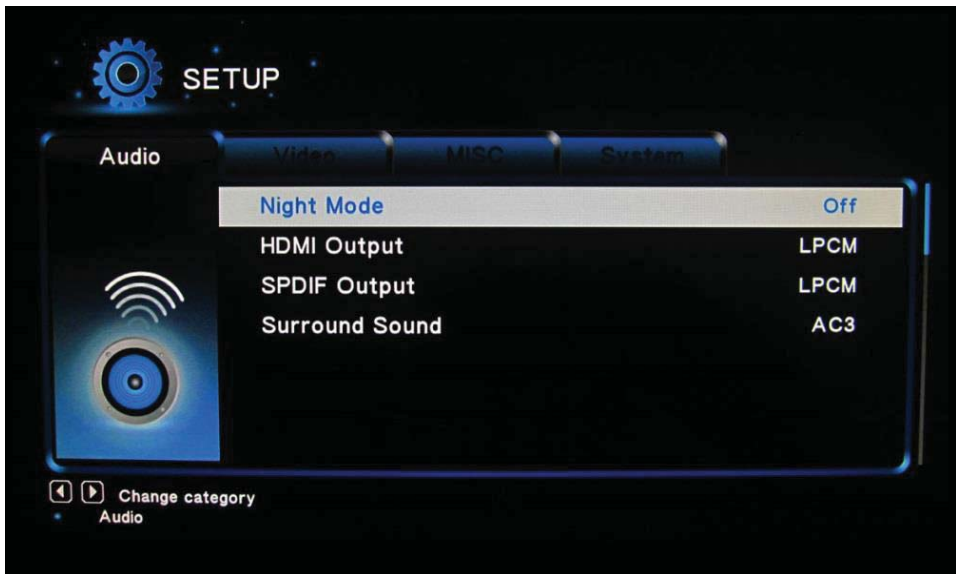 SETUP
Audio Video MISC System
Night Mode Off
HDMI Output LPCM
SPDIF Output LPCM
Surround Sound AC3
Change category
Audio